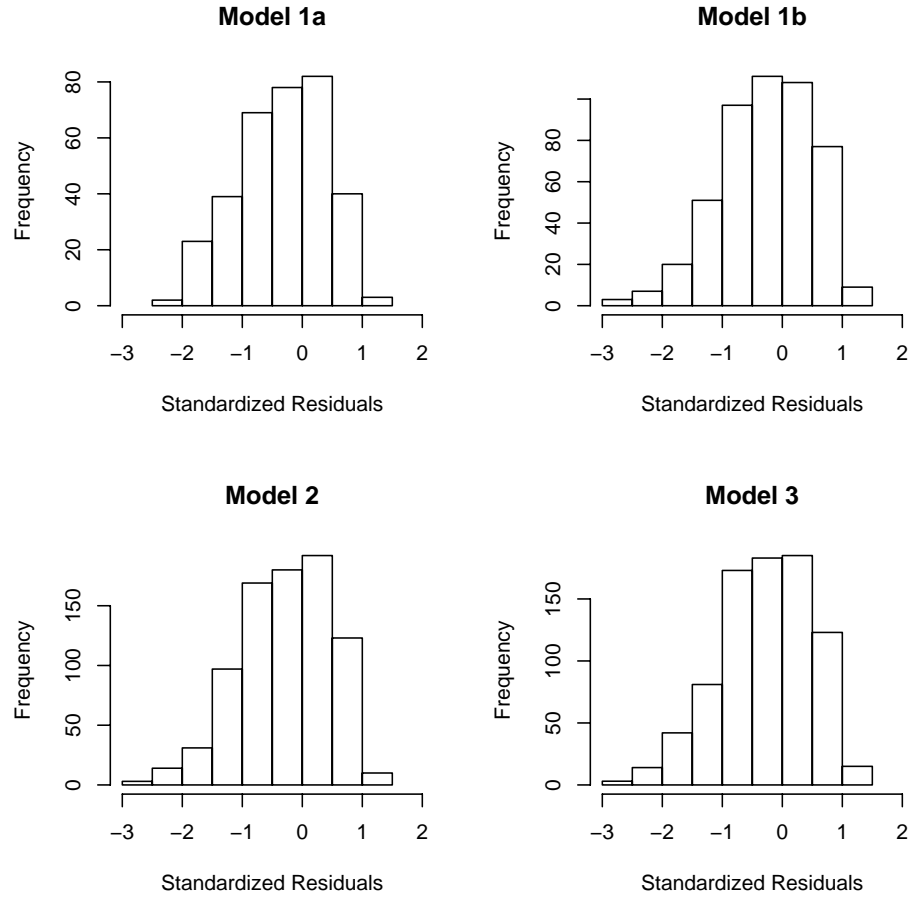 Model 1a
Frequency
80
60
40
20
0
−3 −2 −1 0 1 2
Standardized Residuals
Model 1b
Frequency
80
60
40
20
0
−3 −2 −1 0 1 2
Standardized Residuals
Model 2
Frequency
150
100
50
0
−3 −2 −1 0 1 2
Standardized Residuals
Model 3
Frequency
150
100
50
0
−3 −2 −1 0 1 2
Standardized Residuals